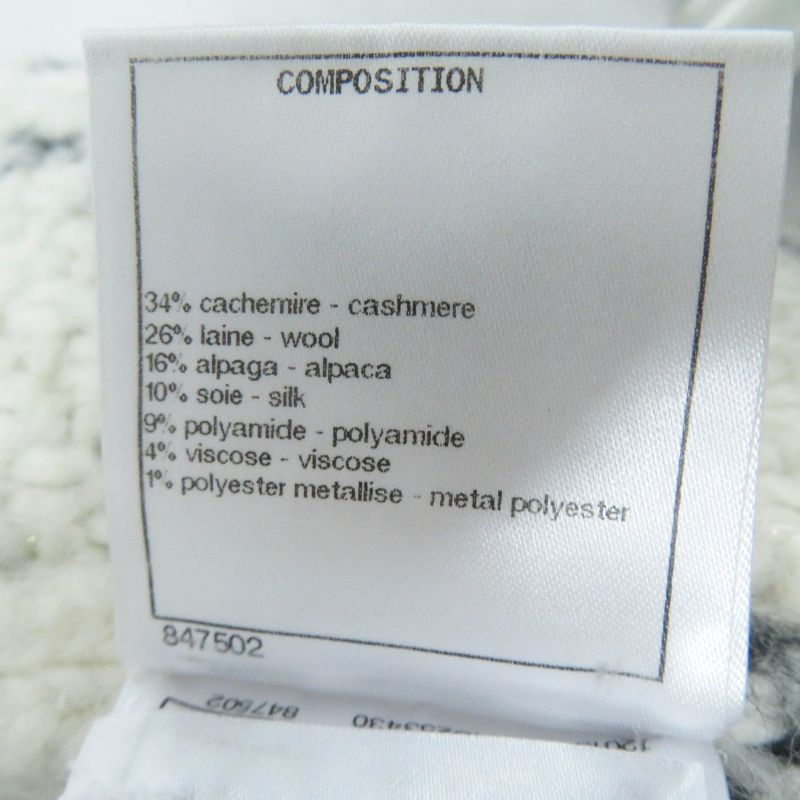 COMPOSITION
34% cachemire - cashmere
26% laine - wool
16% alpaga - alpaca
10% soie - silk
9% polyamide - polyamide
4% viscose - viscose
1% polyester metallise - metal polyester
847502
847502